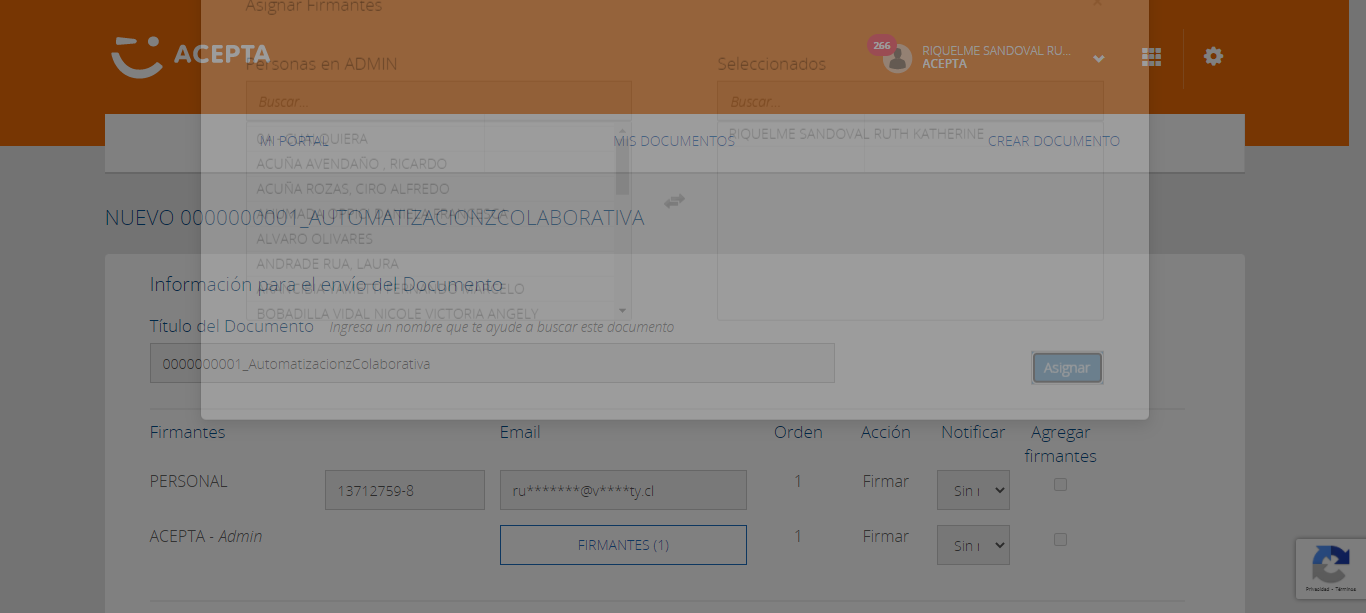 Asignar Firmantes
ACEPTA
266
RIQUELME SANDOVAL RU...
ACEPTA
Personas en ADMIN
Seleccionados
Buscar...
Buscar...
MI PORTAL
MIS DOCUMENTOS
CREAR DOCUMENTO
RIQUELME SANDOVAL RUTH KATHERINE
ACUÑA AVENDAÑO , RICARDO
ACUÑA ROZAS, CIRO ALFREDO
NUEVO 0000000001_AUTOMATIZACIONZCOLABORATIVA
ALVARO OLIVARES
ANDRADE RUA, LAURA
Información para el envío del Documento
BOBADILLA VIDAL NICOLE VICTORIA ANGELY
Título del Documento Ingresa un nombre que te ayude a buscar este documento
0000000001_AutomatizacionzColaborativa
Asignar
Firmantes Email Orden Acción Notificar Agregar
firmantes
PERSONAL 13712759-8 ru*******@v****ty.cl 1 Firmar Sin
ACEPTA - Admin FIRMANTES (1) 1 Firmar Sin
Privacidad - Términos